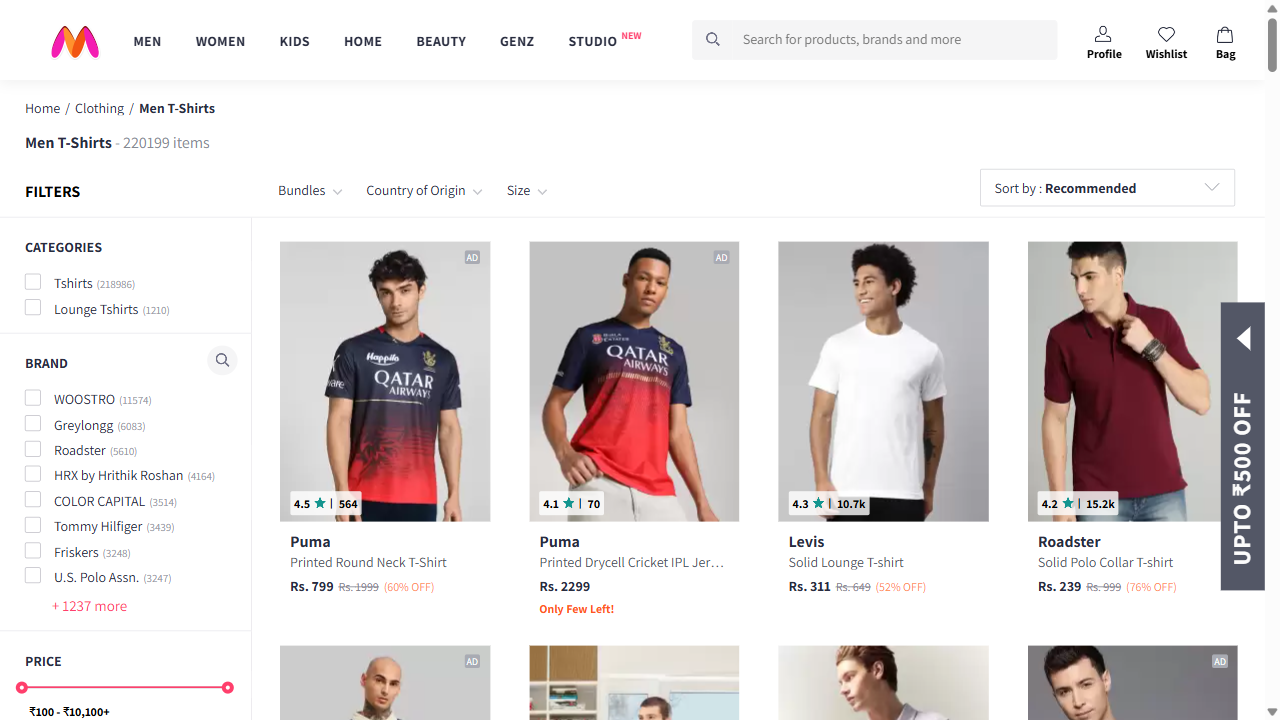 MEN WOMEN KIDS HOME BEAUTY GENZ STUDIO NEW
Search for products, brands and more
Profile Wishlist Bag
Home / Clothing / Men T-Shirts
Men T-Shirts - 220199 items
FILTERS
Bundles Country of Origin Size
Sort by : Recommended
CATEGORIES
Tshirts (218986)
Lounge Tshirts (1210)
BRAND
WOOSTRO (11574)
Greylongg (6083)
Roadster (5610)
HRX by Hrithik Roshan (4164)
COLOR CAPITAL (3514)
Tommy Hilfiger (3439)
Friskers (3248)
U.S. Polo Assn. (3247)
+ 1237 more
PRICE
₹100 - ₹10,100+
AD
Happilo
QATAR
AIRWAYS
4.5 | 564
Puma
Printed Round Neck T-Shirt
Rs. 799 Rs. 1999 (60% OFF)
AD
QATAR
AIRWAYS
4.1 | 70
Puma
Printed Drycell Cricket IPL Jer...
Rs. 2299
Only Few Left!
4.3 | 10.7k
Levis
Solid Lounge T-shirt
Rs. 311 Rs. 649 (52% OFF)
4.2 | 15.2k
Roadster
Solid Polo Collar T-shirt
Rs. 239 Rs. 999 (76% OFF)
UPTO ₹500 OFF
AD
AD